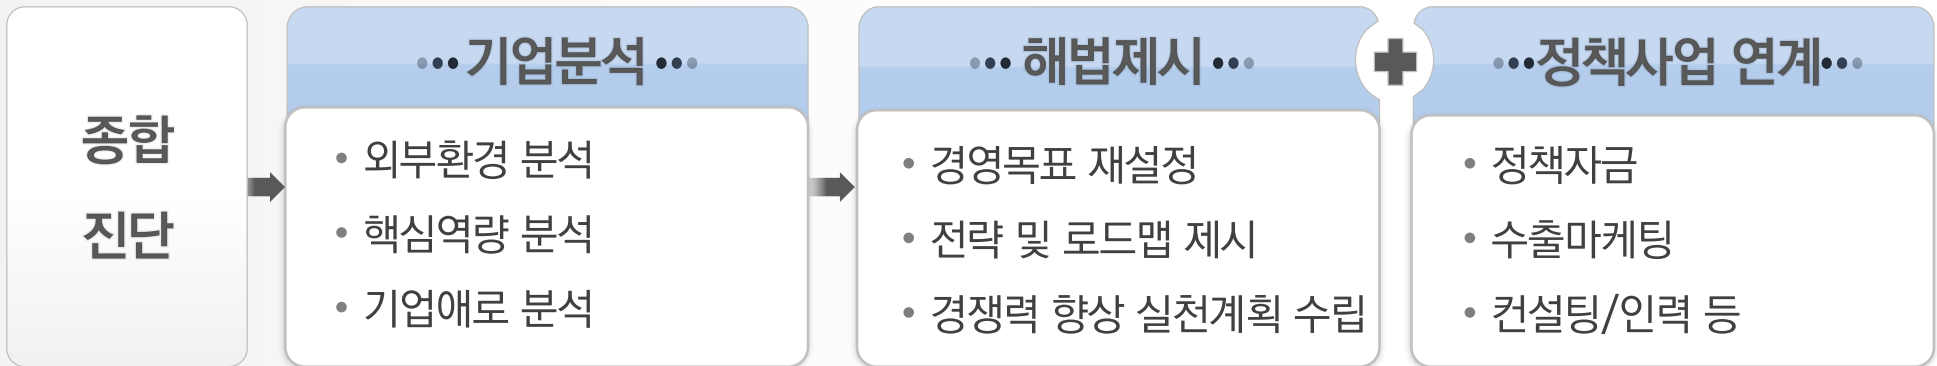 종합
진단
기업분석
• 외부환경 분석
• 핵심역량 분석
• 기업애로 분석
해법제시
• 경영목표 재설정
• 전략 및 로드맵 제시
• 경쟁력 향상 실천계획 수립
정책사업 연계
• 정책자금
• 수출마케팅
• 컨설팅/인력 등